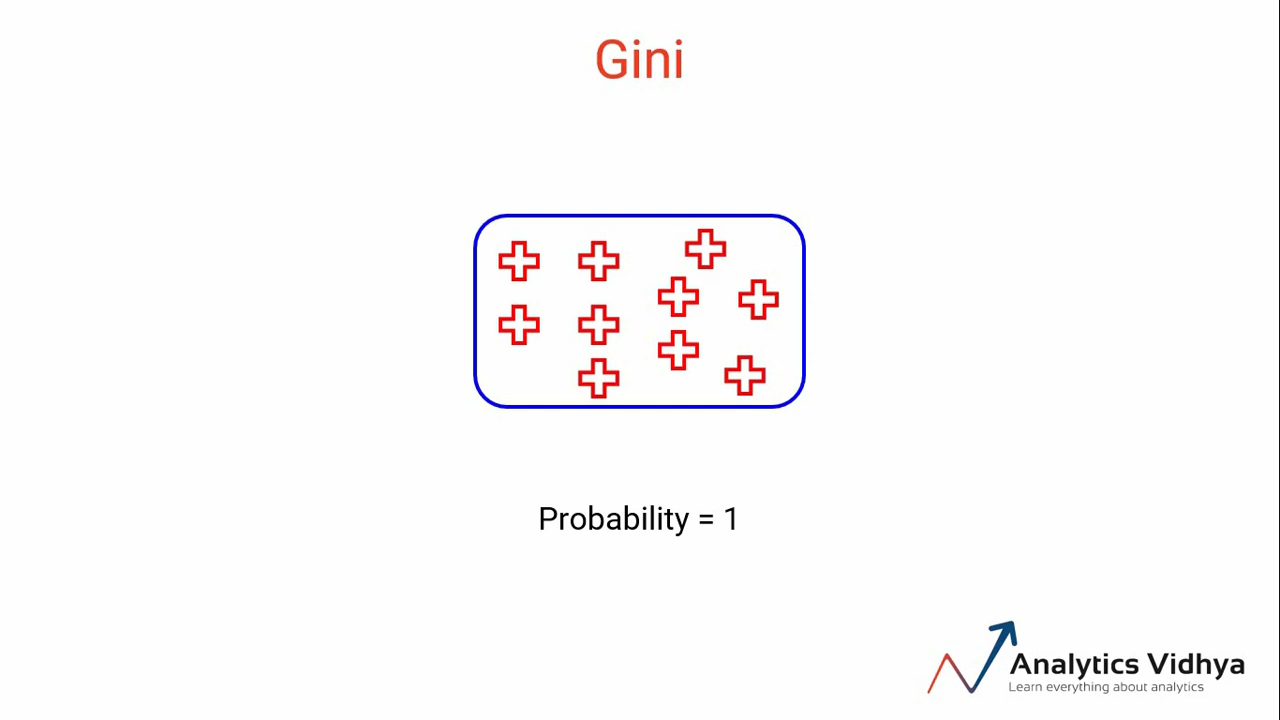 Gini
Probability = 1
Analytics Vidhya
Learn everything about analytics